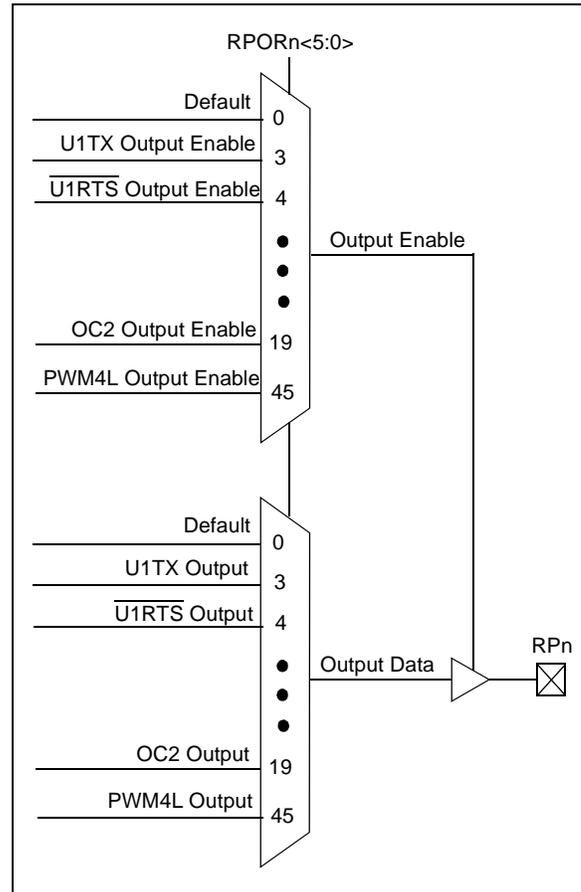 RPORn<5:0>
Default
0
U1TX Output Enable
3
U1RTS Output Enable
4
Output Enable
OC2 Output Enable
19
PWM4L Output Enable
45
Default
0
U1TX Output
3
U1RTS Output
4
RPn
Output Data
OC2 Output
19
PWM4L Output
45